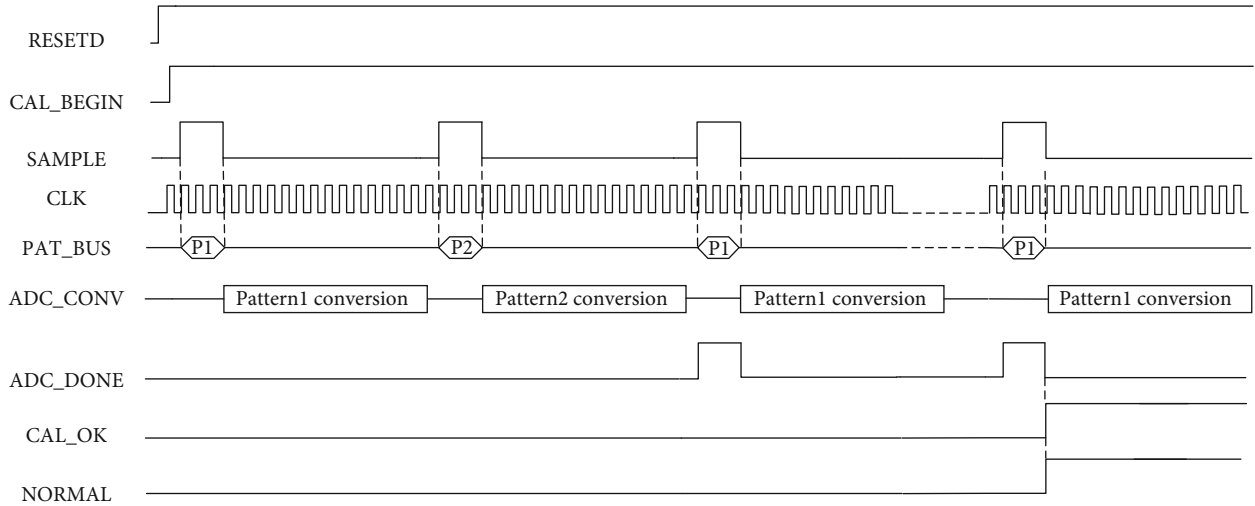 RESETD
CAL_BEGIN
SAMPLE
CLK
PAT_BUS P1 P2 P1 P1
ADC_CONV Pattern1 conversion Pattern2 conversion Pattern1 conversion Pattern1 conversion
ADC_DONE
CAL_OK
NORMAL